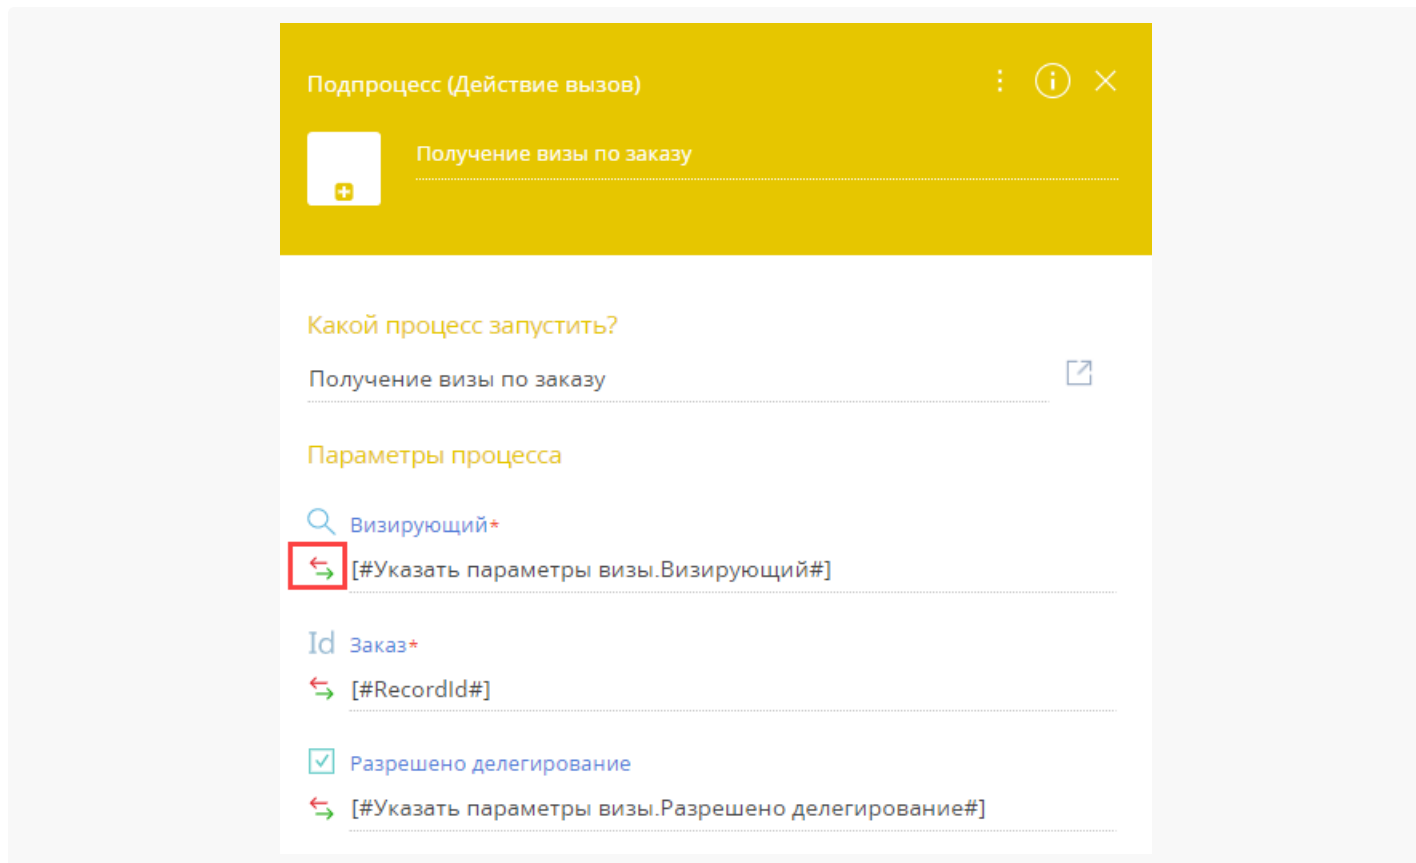 Подпроцесс (Действие вызов)
Получение визы по заказу
Какой процесс запустить?
Получение визы по заказу
Параметры процесса
Визирующий*
[#Указать параметры визы.Визирующий#]
Id Заказ*
[#RecordId#]
Разрешено делегирование
[#Указать параметры визы.Разрешено делегирование#]